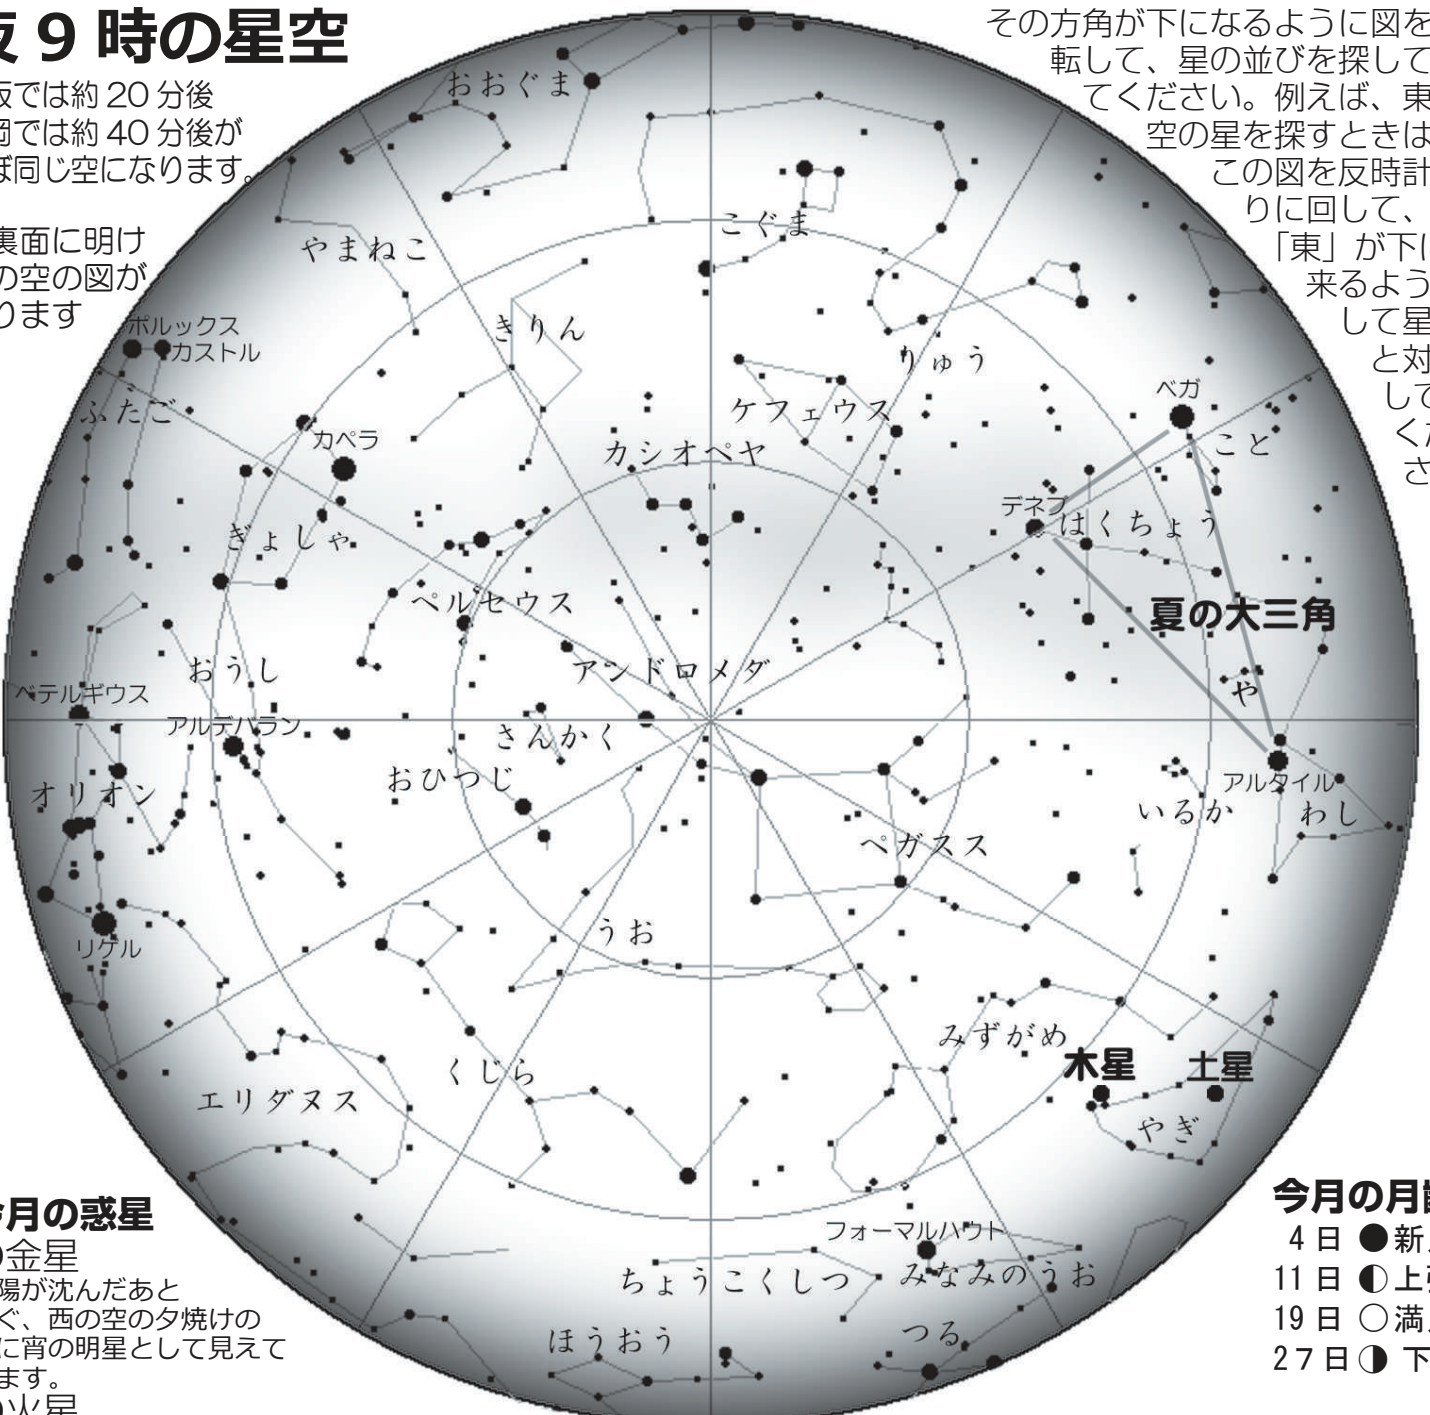 夜9時の星空
阪では約20分後
岡では約40分後が
ぼ同じ空になります。
裏面に明け
の空の図が
ります
その方角が下になるように図を
転して、星の並びを探して
てください。例えば、東
空の星を探すときは
この図を反時計
りに回して、
「東」が下に
来るよう
して星
と対
して
くだ
さ
おおぐま
こぐま
やまねこ
きりん
りゅう
ポルックス
カストル
ふたご
カペラ
ぎょしゃ
ケフェウス
カシオペヤ
ベガ
こと
デネブ
はくちょう
夏の大三角
ペルセウス
アンドロメダ
おうし
ベテルギウス
アルデバラン
さんかく
おひつじ
や
アルタイル
わし
いるか
オリオン
リゲル
ペガスス
うお
みずがめ
木星
土星
やぎ
くじら
エリダヌス
フォーマルハウト
みなみのうお
ちょうこくしつ
ほうおう
つる
今月の惑星
の金星
陽が沈んだあと
ぐ、西の空の夕焼けの
に宵の明星として見えて
ます。
の火星
今月の月齢
4日 ●新月
11日 ◐上弦
19日 ○満月
27日 ◑下